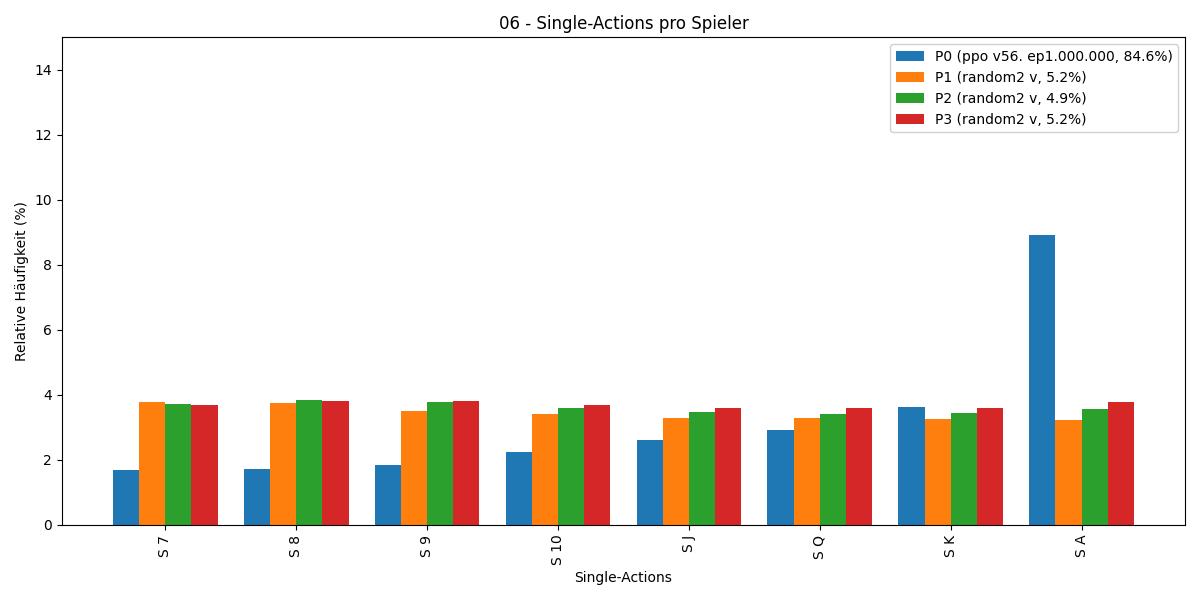 06 - Single-Actions pro Spieler
P0 (ppo v56. ep1.000.000, 84.6%)
P1 (random2 v, 5.2%)
P2 (random2 v, 4.9%)
P3 (random2 v, 5.2%)
Relative Häufigkeit (%)
14
12
10
8
6
4
2
0
S 7
S 8
S 9
S 10
S J
S Q
S K
S A
Single-Actions